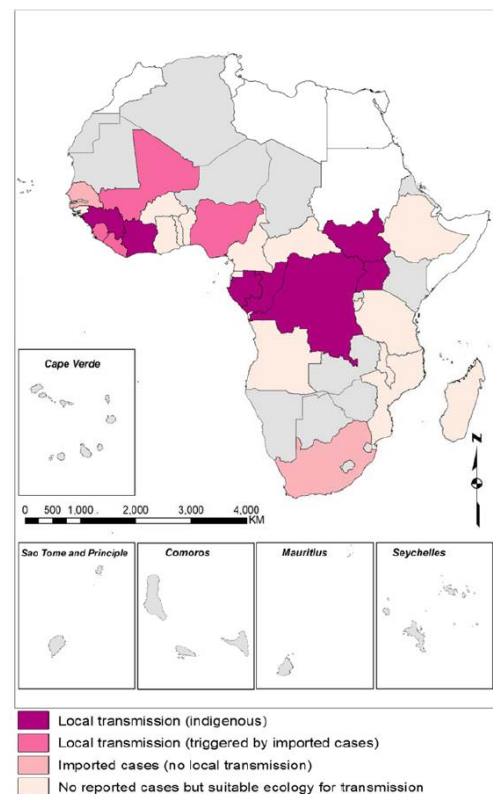 Cape Verde
N
0 500 1,000 2,000 3,000 4,000
KM
Sao Tome and Principle
Comoros
Mauritius
Seychelles
Local transmission (indigenous)
Local transmission (triggered by imported cases)
Imported cases (no local transmission)
No reported cases but suitable ecology for transmission